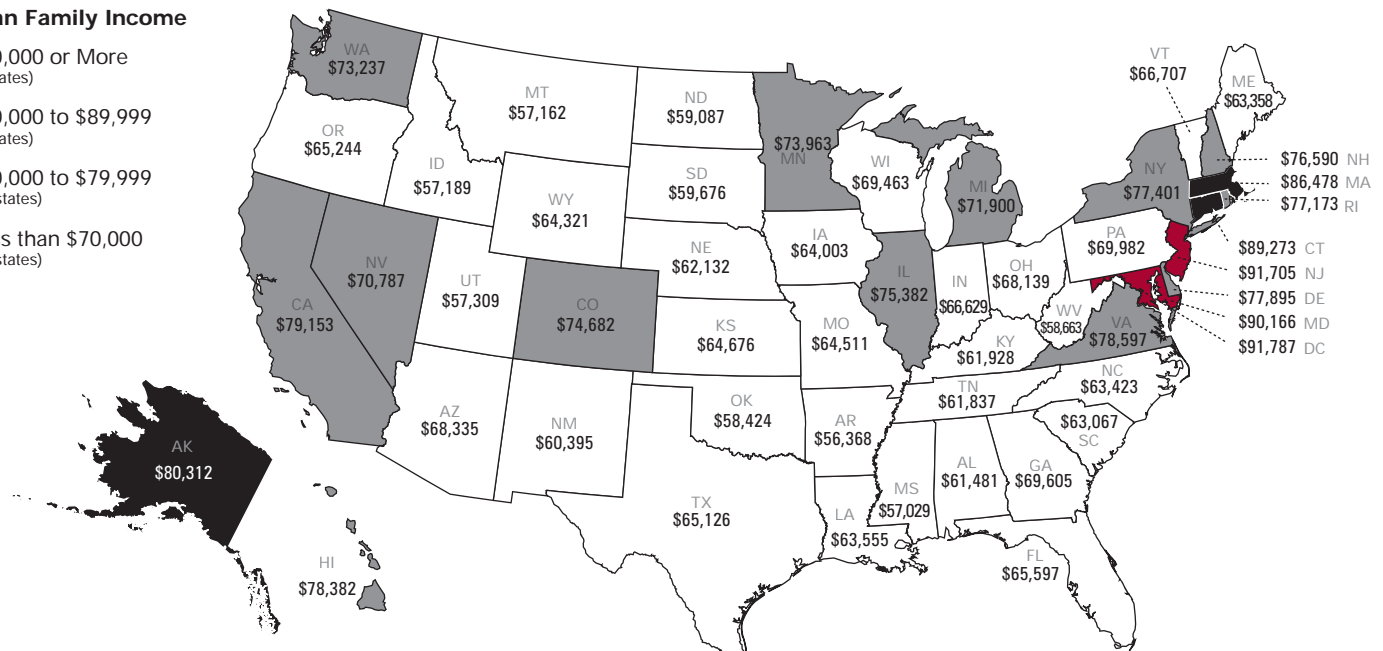 an Family Income
0,000 or More
ates)
0,000 to $89,999
ates)
0,000 to $79,999
tates)
s than $70,000
states)
WA
$73,237
OR
$65,244
ID
$57,189
MT
$57,162
WY
$64,321
ND
$59,087
SD
$59,676
NE
$62,132
KS
$64,676
$73,963
MN
IA
$64,003
MO
$64,511
WI
$69,463
IL
$75,382
MI
$71,900
IN
$66,629
OH
$68,139
CA
$79,153
NV
$70,787
UT
$57,309
CO
$74,682
AZ
$68,335
NM
$60,395
OK
$58,424
TX
$65,126
AR
$56,368
LA
$63,555
MS
$57,029
AL
$61,481
GA
$69,605
FL
$65,597
$63,067
SC
NC
$63,423
TN
$61,837
KY
$61,928
WV
$58,663
VA
$78,597
PA
$69,982
NY
$77,401
VT
$66,707
ME
$63,358
$76,590 NH
$86,478 MA
$77,173 RI
$89,273 CT
$91,705 NJ
$77,895 DE
$90,166 MD
$91,787 DC
AK
$80,312
HI
$78,382